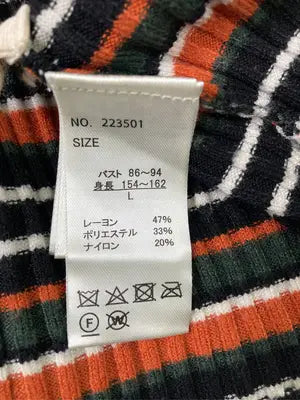 NO. 223501
SIZE
バスト 86～94
身長 154～162
L
レーヨン 47%
ポリエステル 33%
ナイロン 20%
F W